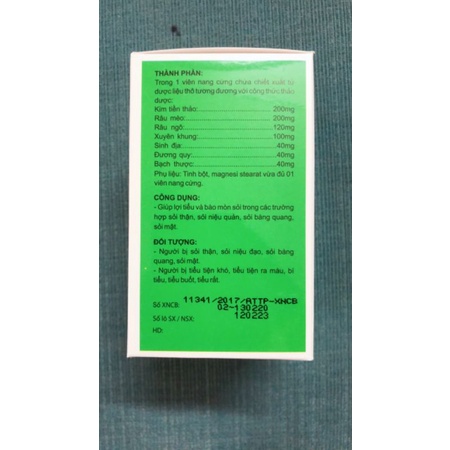 THÀNH PHẦN:
Trong 1 viên nang cứng chứa chiết xuất từ
dược liệu thô tương đương với công thức thảo
dược:
Kim tiền thảo:..........................200mg
Râu mèo:..........................200mg
Râu ngô:..........................120mg
Xuyên khung:..........................100mg
Sinh địa:..........................40mg
Đương quy:..........................40mg
Bạch thược:..........................40mg
Phụ liệu: Tinh bột, magnesi stearat vừa đủ 01
viên nang cứng.
CÔNG DỤNG:
- Giúp lợi tiểu và bào mòn sỏi trong các trường
hợp sỏi thận, sỏi niệu quản, sỏi bàng quang,
sỏi mật.
ĐỐI TƯỢNG:
- Người bị sỏi thận, sỏi niệu đạo, sỏi bàng
quang, sỏi mật.
- Người bị tiểu tiện khó, tiểu tiện ra máu, bí
tiểu, tiểu buốt, tiểu rắt.
Số XNCB: 11341/2017/ATTP-XNCB
Số lô SX / NSX: 02-130220
HD: 120223